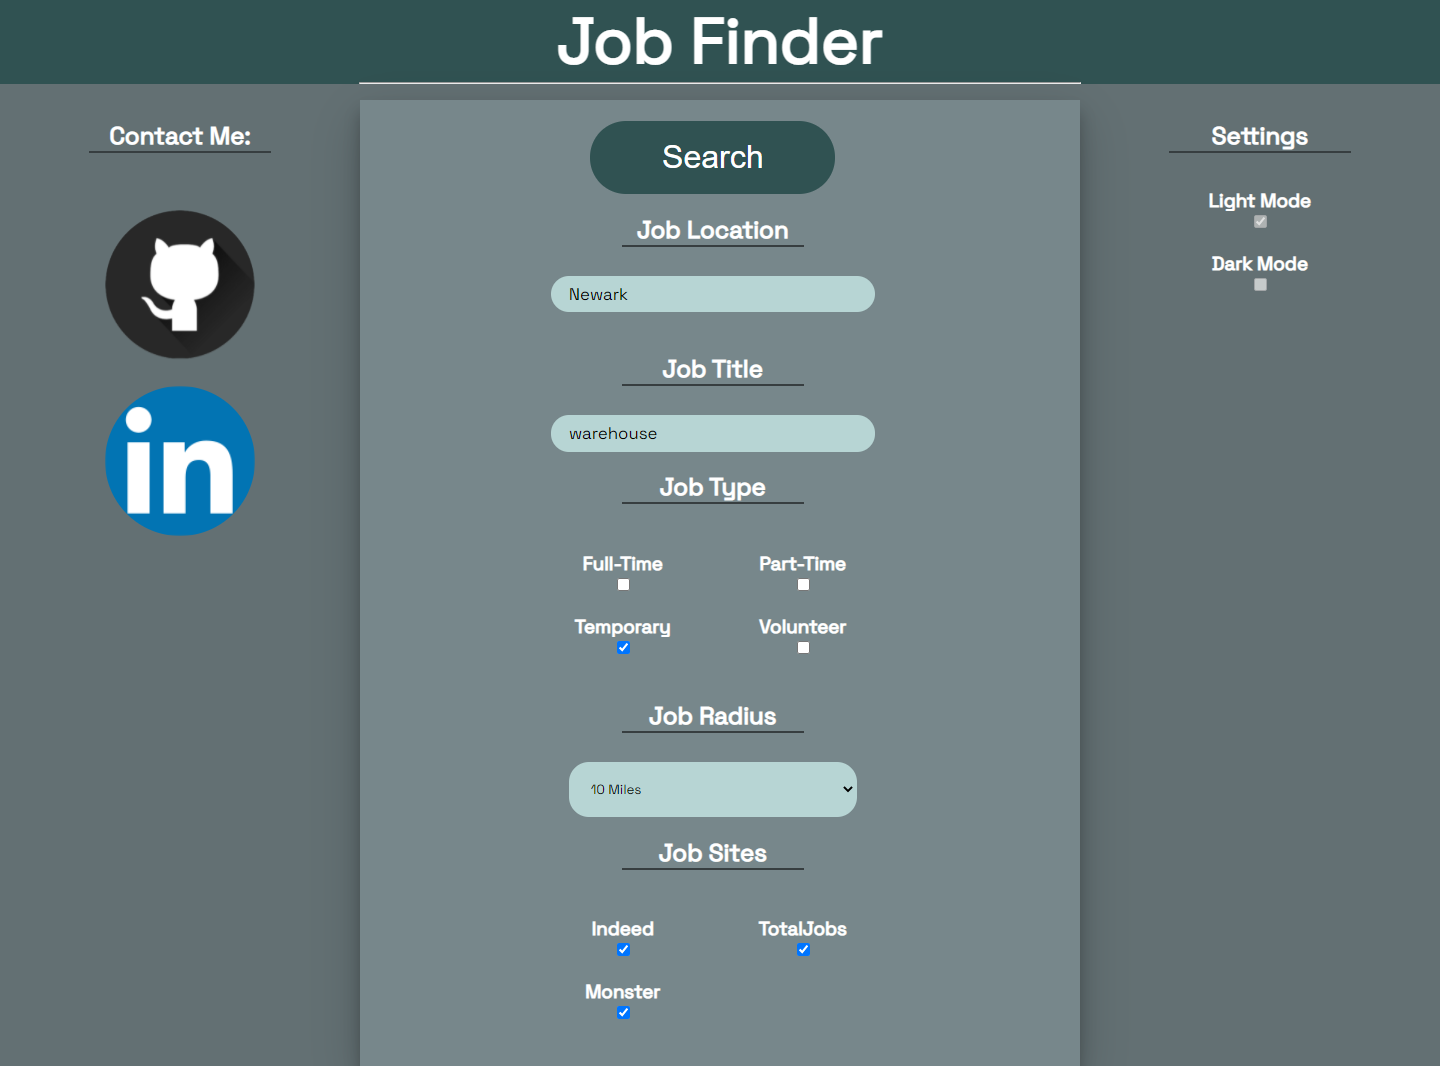 Job Finder
Contact Me:
in
Search
Job Location
Newark
Job Title
warehouse
Job Type
Full-Time
Part-Time
Temporary
Volunteer
Job Radius
10 Miles
Job Sites
Indeed
TotalJobs
Monster
Settings
Light Mode
Dark Mode